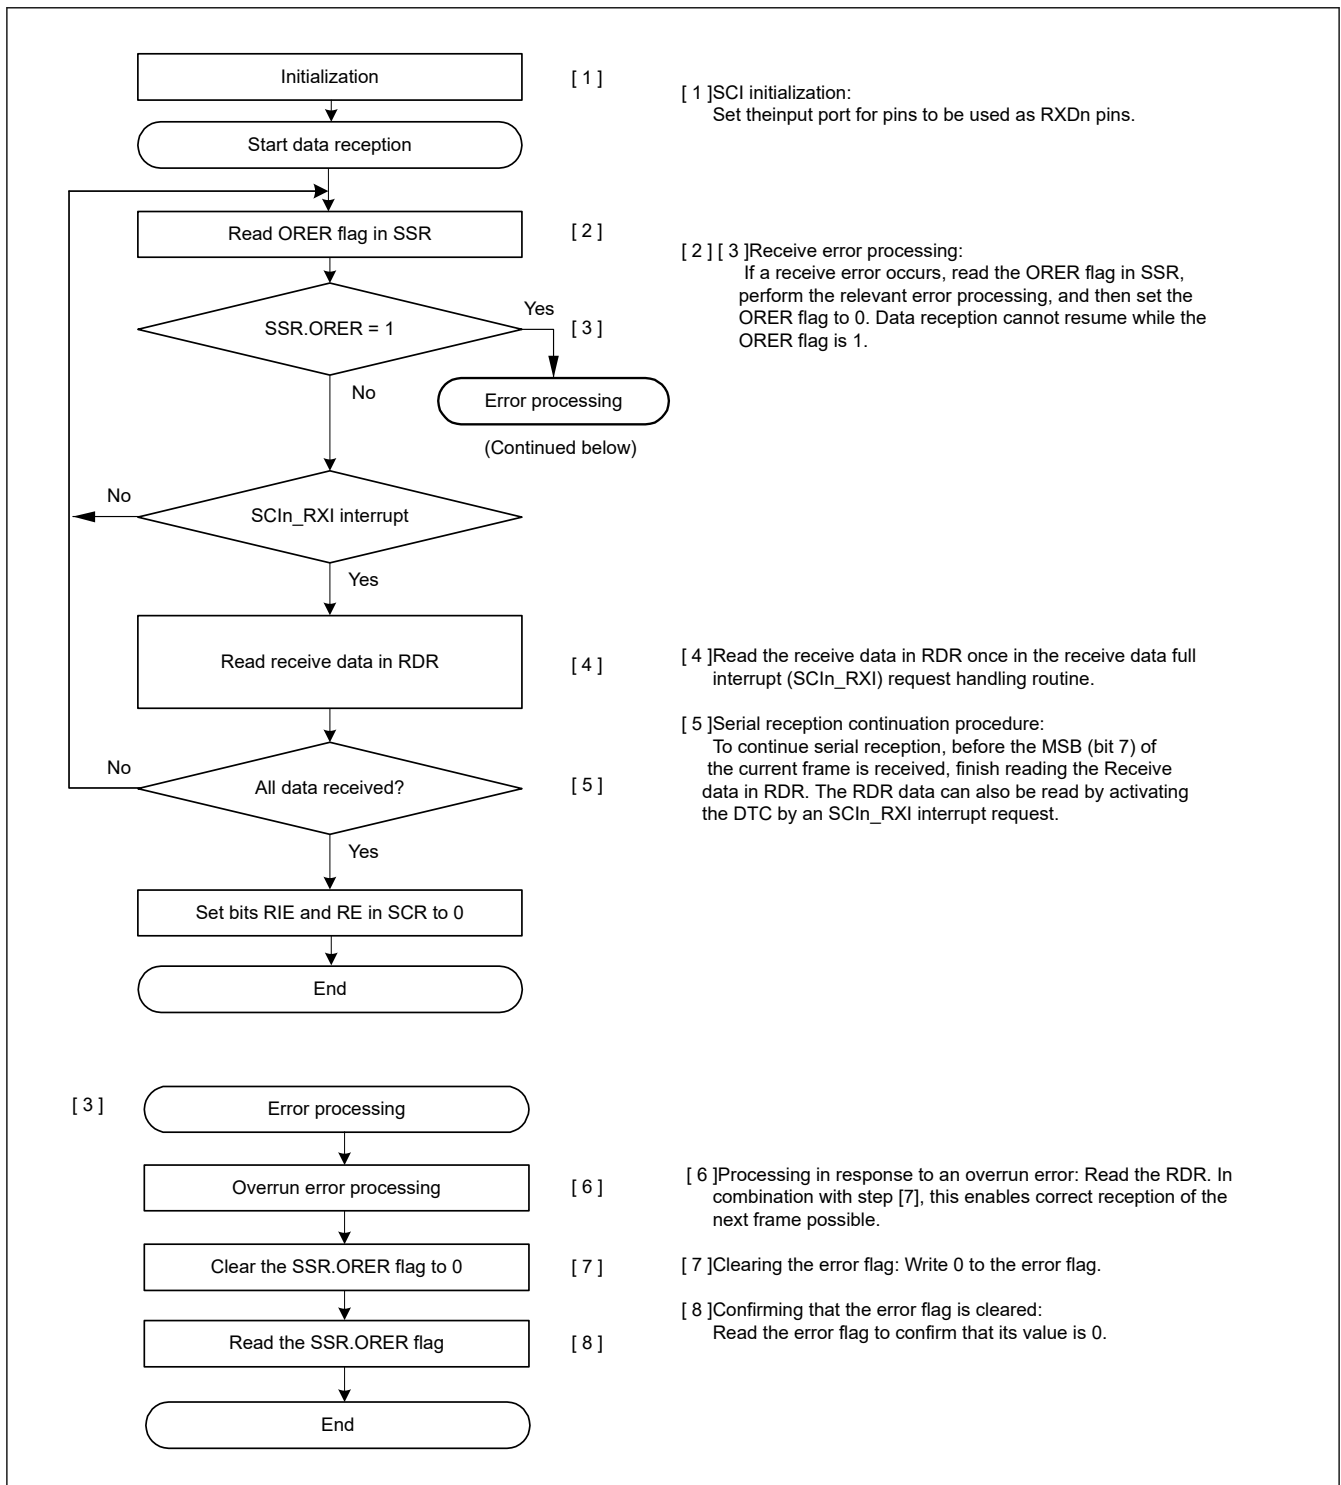 Initialization
[ 1 ]
[ 1 ]SCI initialization:
Set theinput port for pins to be used as RXDn pins.
Start data reception
Read ORER flag in SSR
[ 2 ]
[ 2 ] [ 3 ]Receive error processing:
If a receive error occurs, read the ORER flag in SSR,
perform the relevant error processing, and then set the
ORER flag to 0. Data reception cannot resume while the
ORER flag is 1.
SSR.ORER = 1
Yes
[ 3 ]
No
Error processing
(Continued below)
No
SCIn_RXI interrupt
Yes
Read receive data in RDR
[ 4 ]
[ 4 ]Read the receive data in RDR once in the receive data full
interrupt (SCIn_RXI) request handling routine.
[ 5 ]Serial reception continuation procedure:
To continue serial reception, before the MSB (bit 7) of
the current frame is received, finish reading the Receive
data in RDR. The RDR data can also be read by activating
the DTC by an SCIn_RXI interrupt request.
No
All data received?
[ 5 ]
Yes
Set bits RIE and RE in SCR to 0
End
[ 3 ]
Error processing
Overrun error processing
[ 6 ]
[ 6 ]Processing in response to an overrun error: Read the RDR. In
combination with step [7], this enables correct reception of the
next frame possible.
Clear the SSR.ORER flag to 0
[ 7 ]
[ 7 ]Clearing the error flag: Write 0 to the error flag.
Read the SSR.ORER flag
[ 8 ]
[ 8 ]Confirming that the error flag is cleared:
Read the error flag to confirm that its value is 0.
End